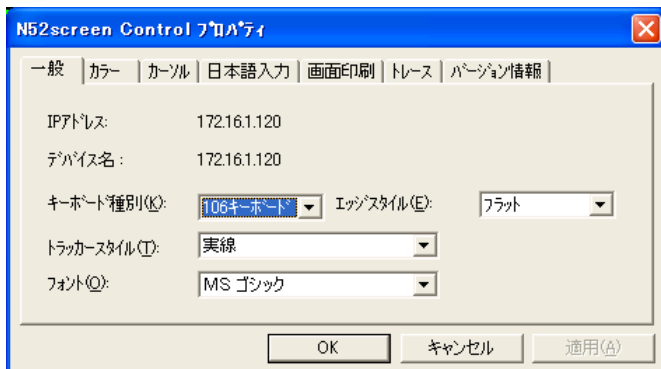 N52screen Control ﾌﾟﾛﾊﾟﾃｨ
一般 ｶﾗｰ ｶｰｿﾙ 日本語入力 画面印刷 ﾄﾚｰｽ ﾊﾞｰｼﾞｮﾝ情報
IPｱﾄﾞﾚｽ: 172.16.1.120
ﾃﾞﾊﾞｲｽ名 : 172.16.1.120
ｷｰﾎﾞｰﾄﾞ種別(K): 106ｷｰﾎﾞｰﾄﾞ ｴｯｼﾞｽﾀｲﾙ(E): ﾌﾗｯﾄ
ﾄﾗｯｶｰｽﾀｲﾙ(T): 実線
ﾌｫﾝﾄ(O): MS ゴシック
OK ｷｬﾝｾﾙ 適用(A)